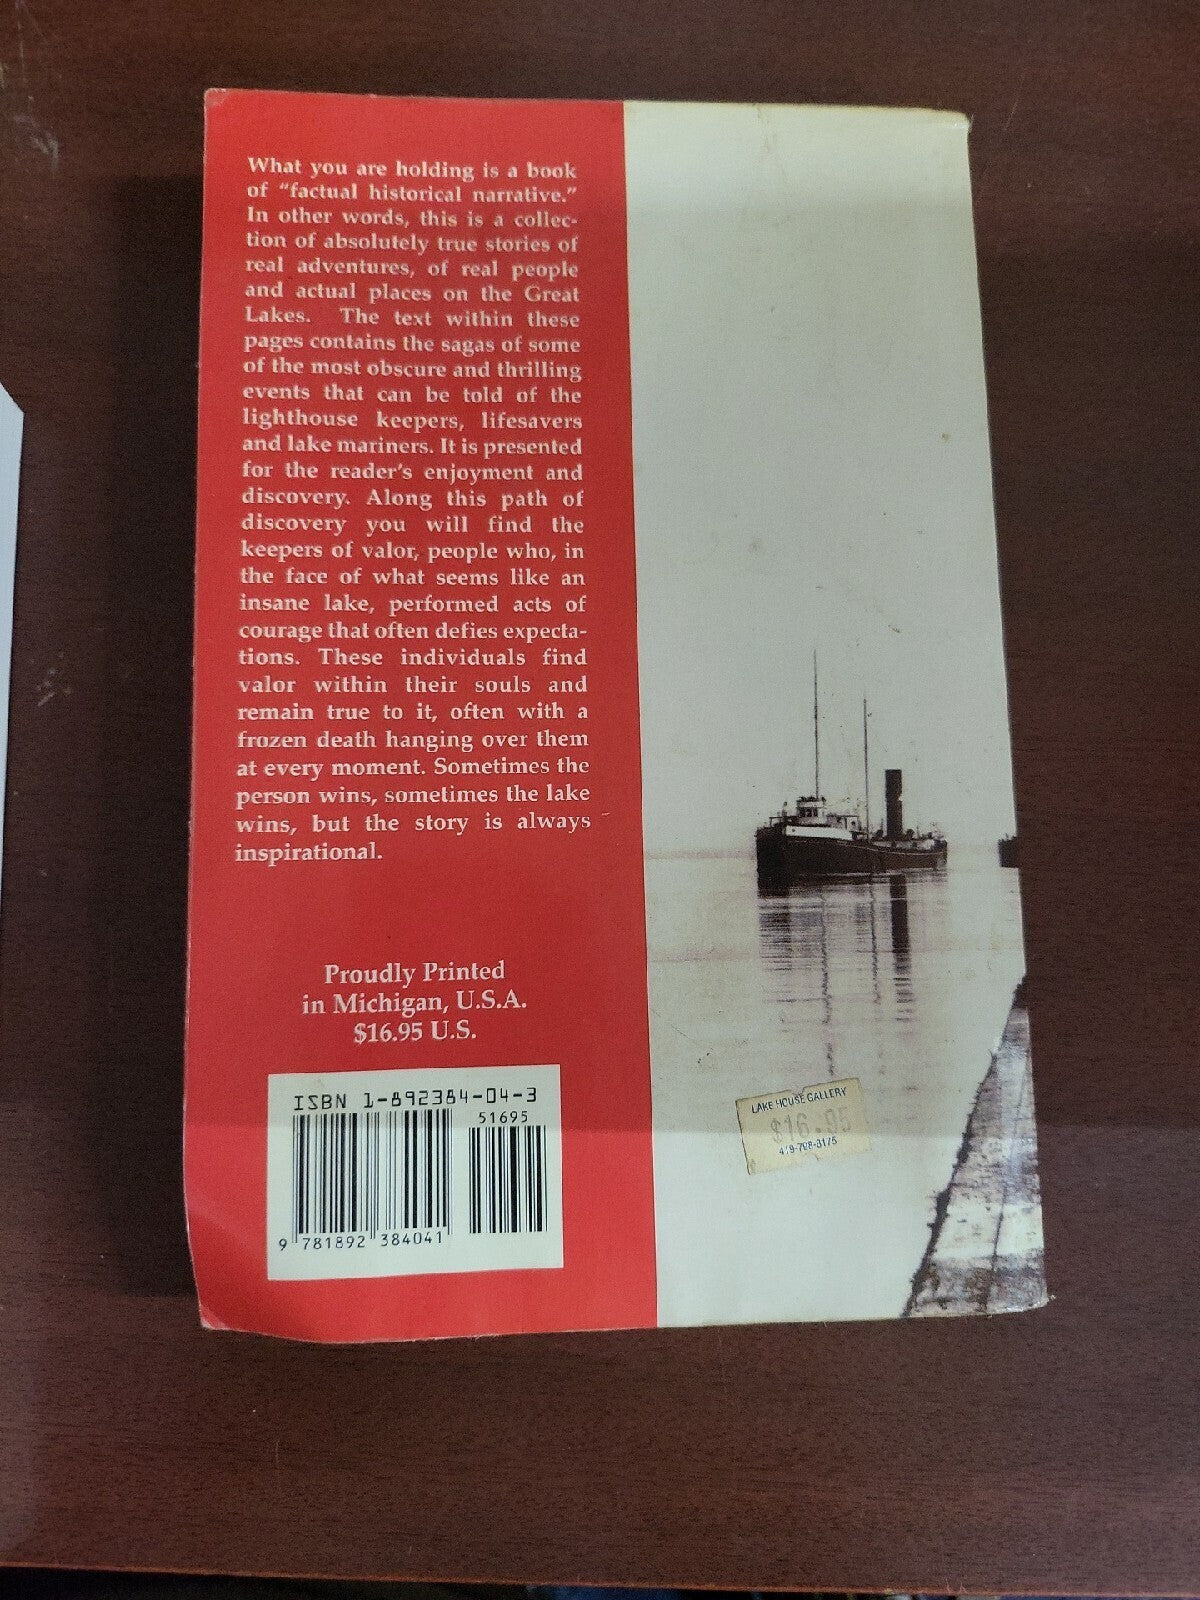 What you are holding is a book
of “factual historical narrative.”
In other words, this is a collec-
tion of absolutely true stories of
real adventures, of real people
and actual places on the Great
Lakes. The text within these
pages contains the sagas of some
of the most obscure and thrilling
events that can be told of the
lighthouse keepers, lifesavers
and lake mariners. It is presented
for the reader’s enjoyment and
discovery. Along this path of
discovery you will find the
keepers of valor, people who, in
the face of what seems like an
insane lake, performed acts of
courage that often defies expecta-
tions. These individuals find
valor within their souls and
remain true to it, often with a
frozen death hanging over them
at every moment. Sometimes the
person wins, sometimes the lake
wins, but the story is always
inspirational.
Proudly Printed
in Michigan, U.S.A.
$16.95 U.S.
ISBN 1-892384-04-3
51695
9 781892 384041
LAKE HOUSE GALLERY
$16.95